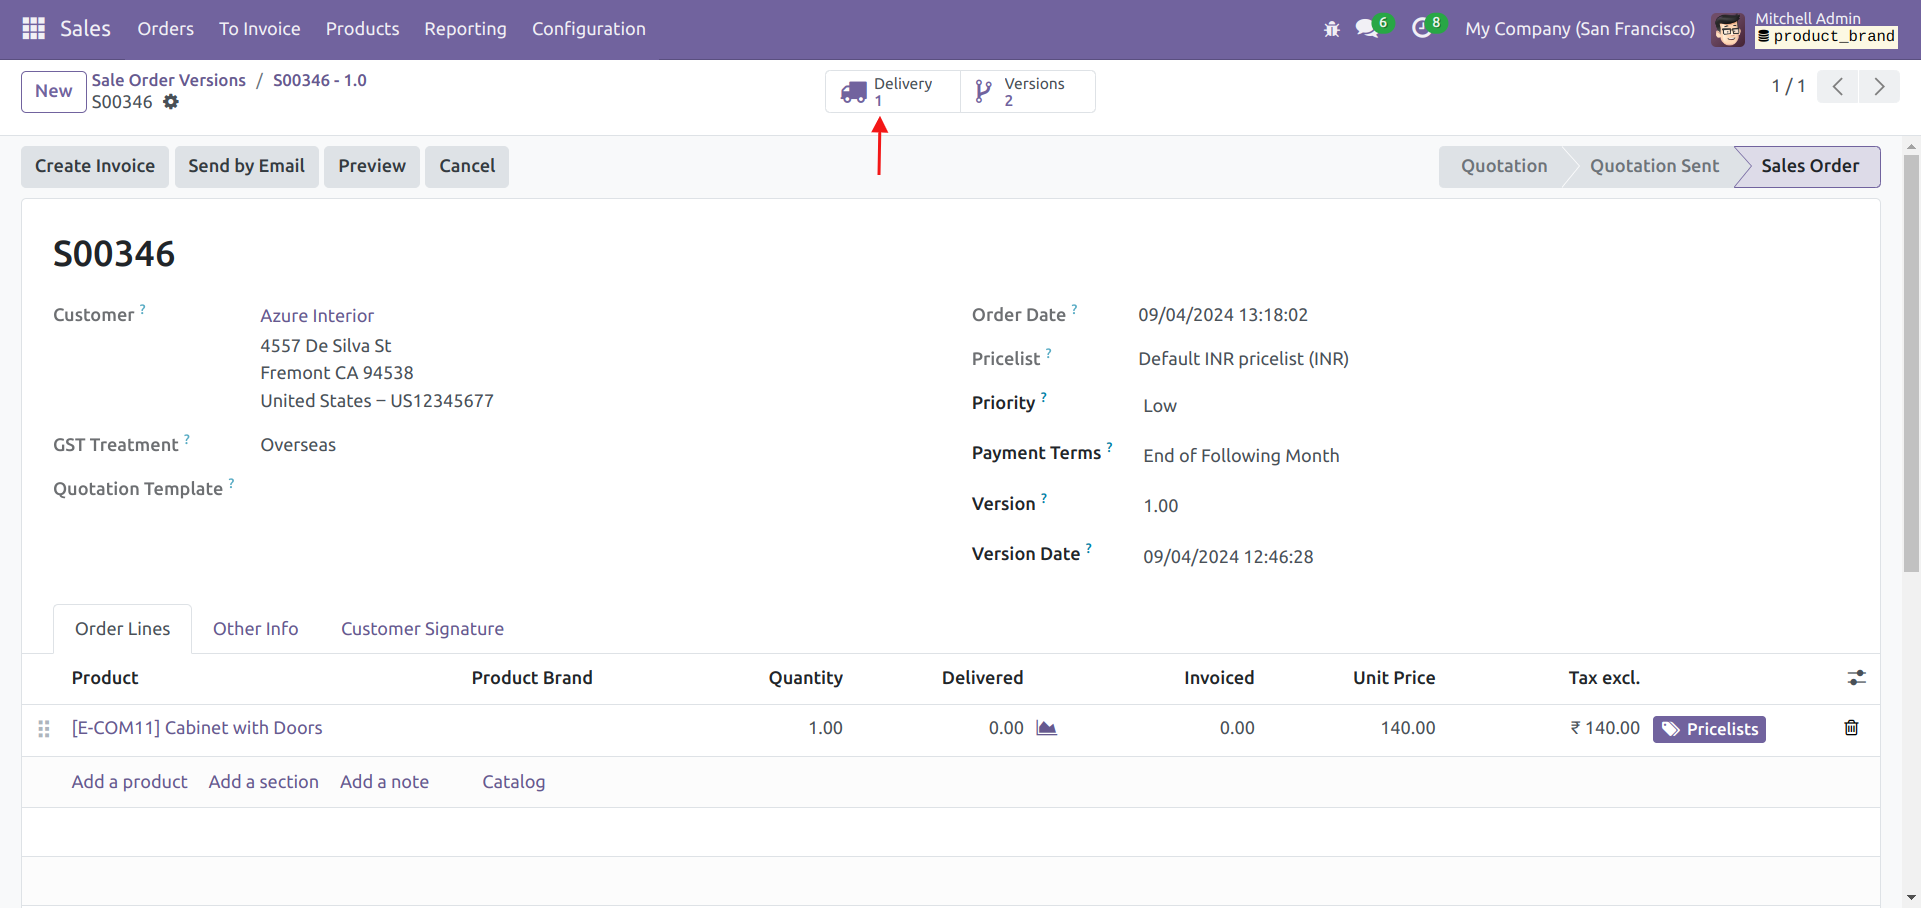 Sales Orders To Invoice Products Reporting Configuration 6 8 My Company (San Francisco) Mitchell Admin
product_brand
New Sale Order Versions / S00346 - 1.0
S00346
Delivery
1
Versions
2
1 / 1
Create Invoice Send by Email Preview Cancel Quotation Quotation Sent Sales Order
S00346
Customer ? Azure Interior
4557 De Silva St
Fremont CA 94538
United States – US12345677
GST Treatment ? Overseas
Quotation Template ?
Order Date ? 09/04/2024 13:18:02
Pricelist ? Default INR pricelist (INR)
Priority ? Low
Payment Terms ? End of Following Month
Version ? 1.00
Version Date ? 09/04/2024 12:46:28
Order Lines Other Info Customer Signature
Product Product Brand Quantity Delivered Invoiced Unit Price Tax excl.
[E-COM11] Cabinet with Doors 1.00 0.00 0.00 140.00 ₹ 140.00 Pricelists
Add a product Add a section Add a note Catalog